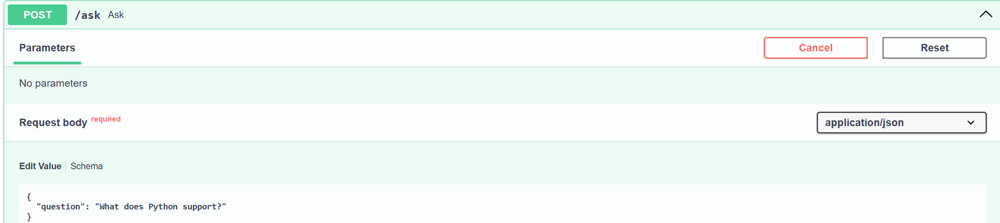 POST /ask Ask
Parameters Cancel Reset
No parameters
Request body required application/json
Edit Value Schema
{
  "question": "What does Python support?"
}